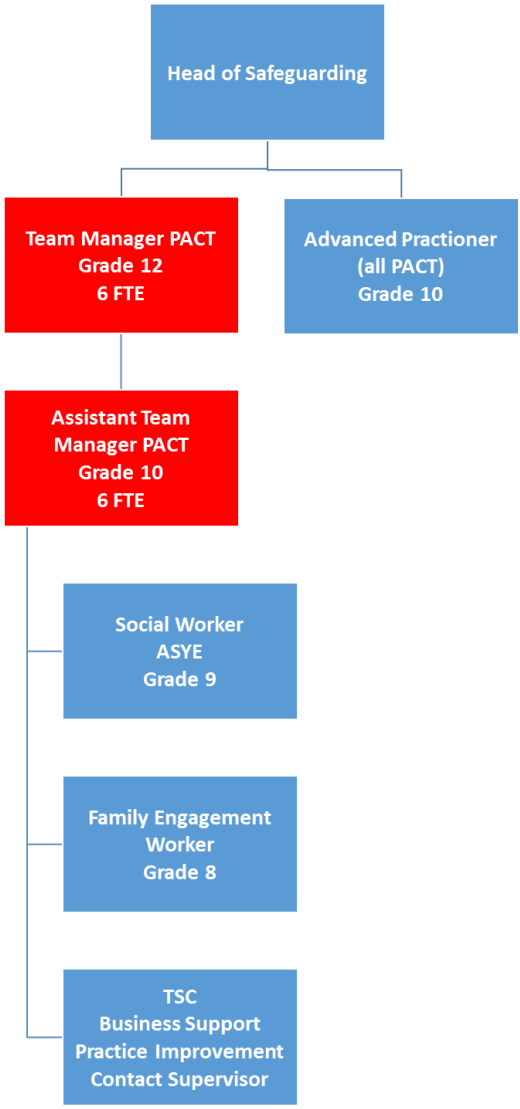 Head of Safeguarding
Team Manager PACT
Grade 12
6 FTE
Advanced Practioner
(all PACT)
Grade 10
Assistant Team
Manager PACT
Grade 10
6 FTE
Social Worker
ASYE
Grade 9
Family Engagement
Worker
Grade 8
TSC
Business Support
Practice Improvement
Contact Supervisor